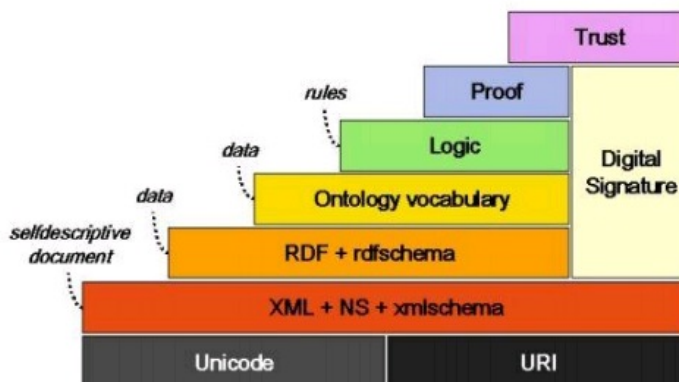 Trust
rules
Proof
data
Logic
Digital
Signature
data
Ontology vocabulary
selfdescriptive
document
RDF + rdfschema
XML + NS + xmlschema
Unicode
URI